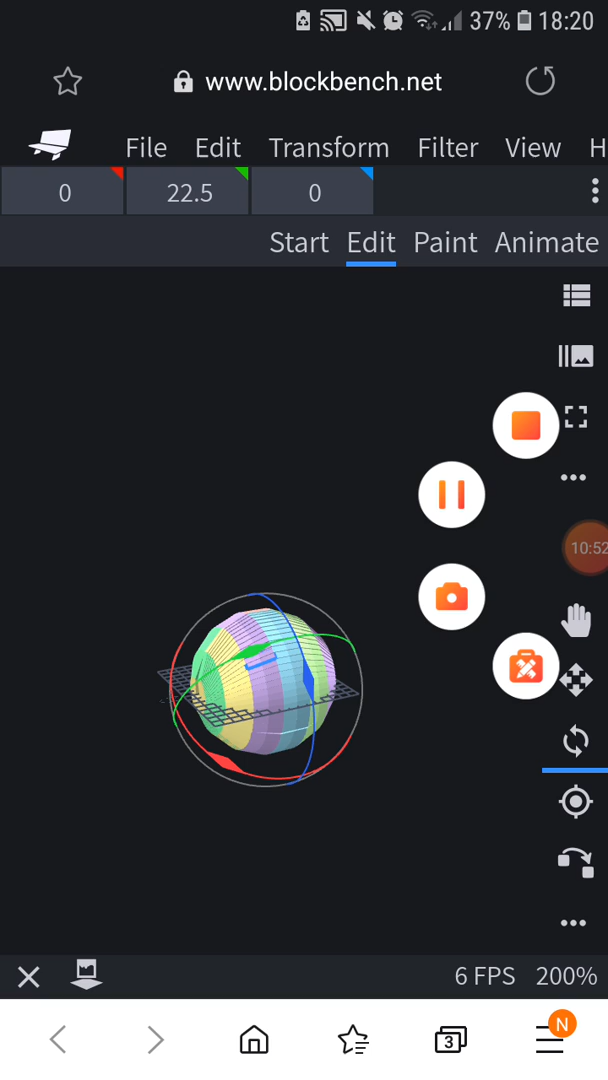 37% 18:20
www.blockbench.net
File Edit Transform Filter View H
0 22.5 0
Start Edit Paint Animate
10:52
6 FPS 200%
3 N